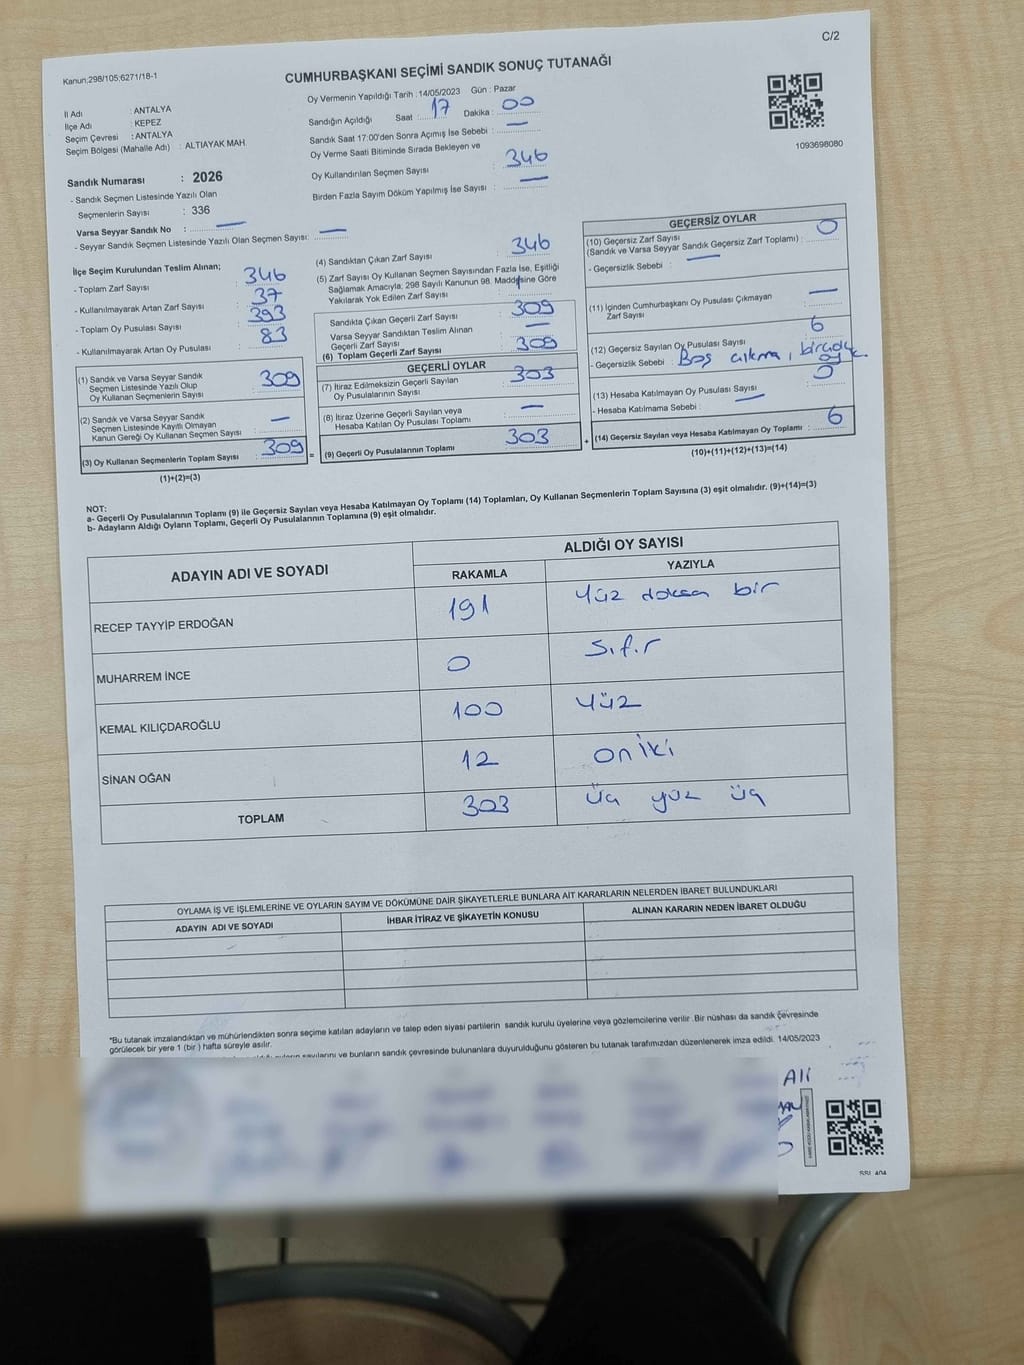 C/2
Kanun:298/105;6271/18-1
CUMHURBAŞKANI SEÇİMİ SANDIK SONUÇ TUTANAĞI
İl Adı : ANTALYA
İlçe Adı : KEPEZ
Seçim Çevresi : ANTALYA
Seçim Bölgesi (Mahalle Adı) : ALTIAYAK MAH.
Oy Vermenin Yapıldığı Tarih : 14/05/2023 Gün : Pazar
Sandığın Açıldığı Saat : 17 Dakika : 00
Sandık Saat 17:00'den Sonra Açımış İse Sebebi : —
Oy Verme Saati Bitiminde Sırada Bekleyen ve
Oy Kullandırılan Seçmen Sayısı : 346
Birden Fazla Sayım Döküm Yapılmış İse Sayısı : —
1093698080
Sandık Numarası : 2026
- Sandık Seçmen Listesinde Yazılı Olan
Seçmenlerin Sayısı : 336
Varsa Seyyar Sandık No : —
- Seyyar Sandık Seçmen Listesinde Yazılı Olan Seçmen Sayısı: —
İlçe Seçim Kurulundan Teslim Alınan;
- Toplam Zarf Sayısı : 346
- Kullanılmayarak Artan Zarf Sayısı : 37
- Toplam Oy Pusulası Sayısı : 393
- Kullanılmayarak Artan Oy Pusulası : 83
(1) Sandık ve Varsa Seyyar Sandık
Seçmen Listesinde Yazılı Olup
Oy Kullanan Seçmenlerin Sayısı : 309
(2) Sandık ve Varsa Seyyar Sandık
Seçmen Listesinde Kayıtlı Olmayan
Kanun Gereği Oy Kullanan Seçmen Sayısı : —
(3) Oy Kullanan Seçmenlerin Toplam Sayısı : 309 =
(1)+(2)=(3)
(4) Sandıktan Çıkan Zarf Sayısı : 346
(5) Zarf Sayısı Oy Kullanan Seçmen Sayısından Fazla İse, Eşitliği
Sağlamak Amacıyla; 298 Sayılı Kanunun 98. Maddesine Göre
Yakılarak Yok Edilen Zarf Sayısı :
Sandıkta Çıkan Geçerli Zarf Sayısı : 309
Varsa Seyyar Sandıktan Teslim Alınan
Geçerli Zarf Sayısı : —
(6) Toplam Geçerli Zarf Sayısı : 309
GEÇERLİ OYLAR
(7) İtiraz Edilmeksizin Geçerli Sayılan
Oy Pusulalarının Sayısı : 303
(8) İtiraz Üzerine Geçerli Sayılan veya
Hesaba Katılan Oy Pusulası Toplamı : —
(9) Geçerli Oy Pusulalarının Toplamı : 303 +
GEÇERSİZ OYLAR
(10) Geçersiz Zarf Sayısı
(Sandık ve Varsa Seyyar Sandık Geçersiz Zarf Toplamı) : 0
- Geçersizlik Sebebi : —
(11) İçinden Cumhurbaşkanı Oy Pusulası Çıkmayan
Zarf Sayısı : —
(12) Geçersiz Sayılan Oy Pusulası Sayısı : 6
- Geçersizlik Sebebi : Boş çıkma,
(13) Hesaba Katılmayan Oy Pusulası Sayısı : 0
- Hesaba Katılmama Sebebi : —
(14) Geçersiz Sayılan veya Hesaba Katılmayan Oy Toplamı : 6
(10)+(11)+(12)+(13)=(14)
NOT:
a- Geçerli Oy Pusulalarının Toplamı (9) ile Geçersiz Sayılan veya Hesaba Katılmayan Oy Toplamı (14) Toplamları, Oy Kullanan Seçmenlerin Toplam Sayısına (3) eşit olmalıdır. (9)+(14)=(3)
b- Adayların Aldığı Oyların Toplamı, Geçerli Oy Pusulalarının Toplamına (9) eşit olmalıdır.
ADAYIN ADI VE SOYADI ALDIĞI OY SAYISI
RAKAMLA YAZIYLA
RECEP TAYYİP ERDOĞAN 191 Yüz doksan bir
MUHARREM İNCE 0 Sıfır
KEMAL KILIÇDAROĞLU 100 Yüz
SİNAN OĞAN 12 on iki
TOPLAM 303 üç yüz üç
OYLAMA İŞ VE İŞLEMLERİNE VE OYLARIN SAYIM VE DÖKÜMÜNE DAİR ŞİKAYETLERLE BUNLARA AİT KARARLARIN NELERDEN İBARET BULUNDUKLARI
ADAYIN ADI VE SOYADI İHBAR İTİRAZ VE ŞİKAYETİN KONUSU ALINAN KARARIN NEDEN İBARET OLDUĞU
*Bu tutanak imzalandıktan ve mühürlendikten sonra seçime katılan adayların ve talep eden siyasi partilerin sandık kurulu üyelerine veya gözlemcilerine verilir .Bir nüshası da sandık çevresinde
görülecek bir yere 1 (bir ) hafta süreyle asılır.
sayılarını ve bunların sandık çevresinde bulunanlara duyurulduğunu gösteren bu tutanak tarafımızdan düzenlenerek imza edildi. 14/05/2023
Ali